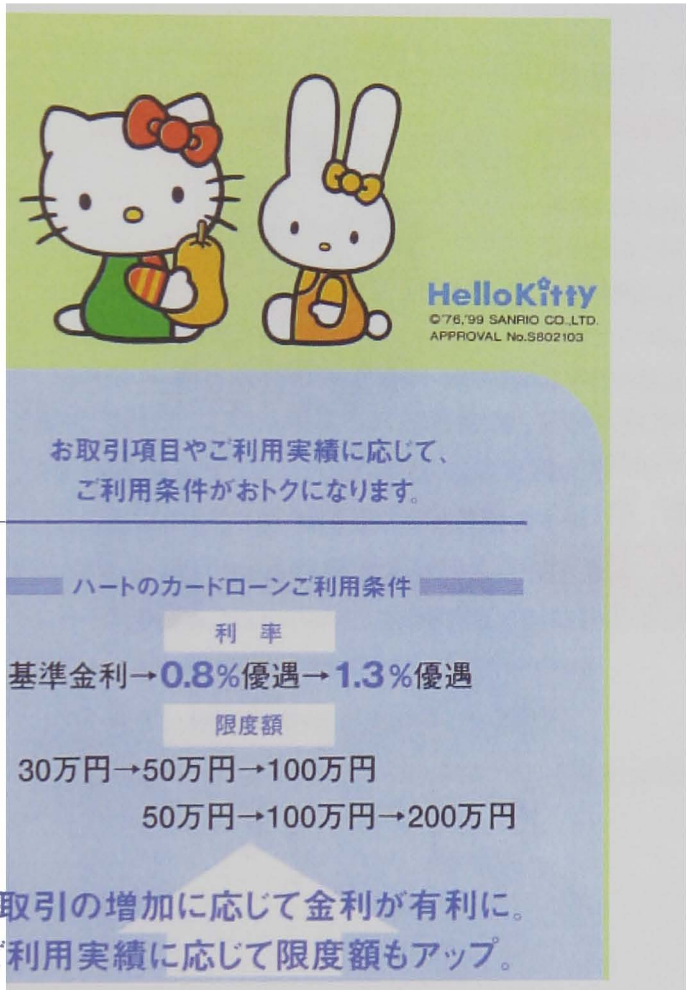 HelloKitty
©'76,'99 SANRIO CO.,LTD.
APPROVAL No.S802103
お取引項目やご利用実績に応じて、
ご利用条件がおトクになります。
ハートのカードローンご利用条件
利 率
基準金利→0.8%優遇→1.3%優遇
限度額
30万円→50万円→100万円
50万円→100万円→200万円
取引の増加に応じて金利が有利に。
利用実績に応じて限度額もアップ。